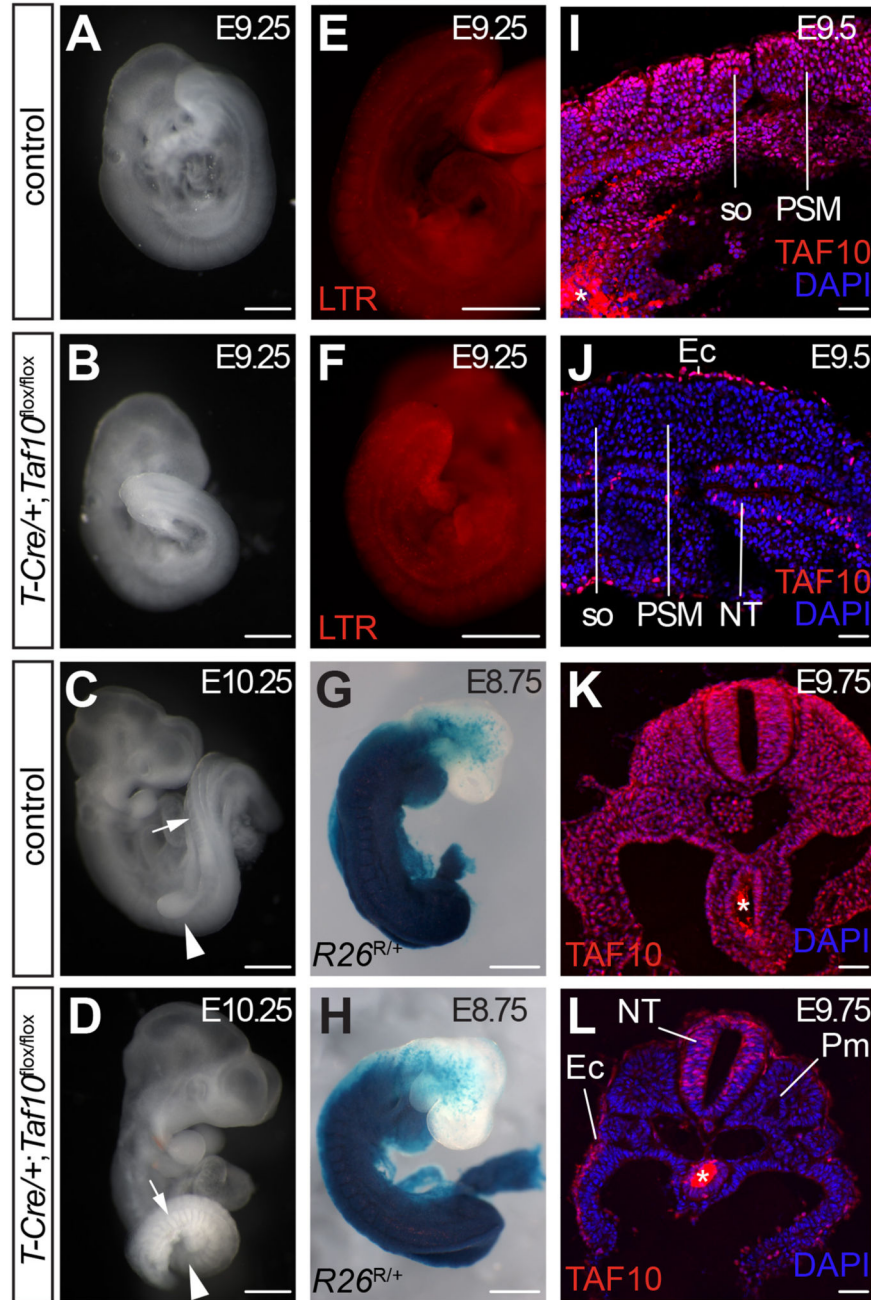 control
A
E9.25
E
E9.25
LTR
I
E9.5
so
PSM
TAF10
DAPI
*
T-Cre/+;Taf10flox/flox
B
E9.25
F
E9.25
LTR
J
Ec
E9.5
TAF10
so
PSM
NT
DAPI
control
C
E10.25
G
E8.75
R26R/+
K
E9.75
*
TAF10
DAPI
T-Cre/+;Taf10flox/flox
D
E10.25
H
E8.75
R26R/+
L
NT
E9.75
Pm
Ec
*
TAF10
DAPI